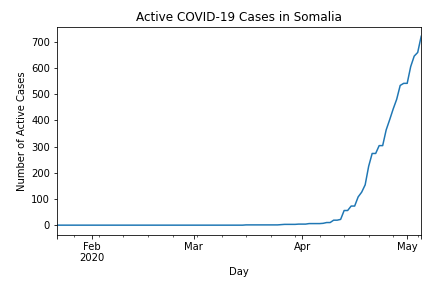 Active COVID-19 Cases in Somalia
Number of Active Cases
700
600
500
400
300
200
100
0
Feb
2020
Mar
Apr
May
Day